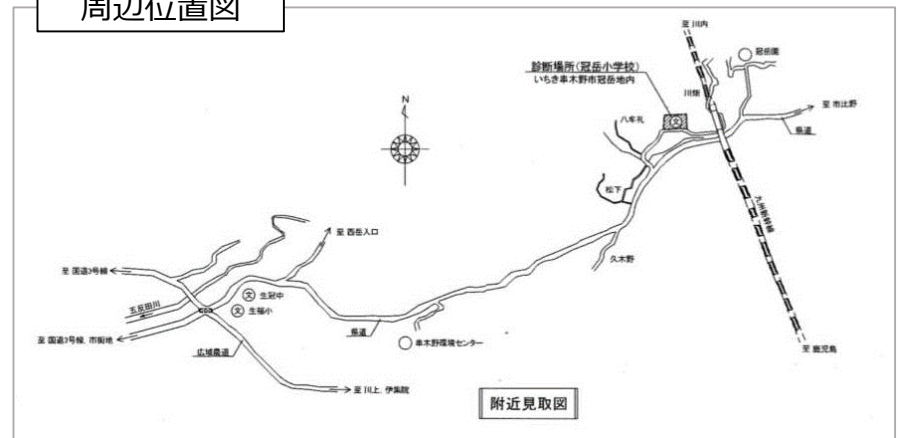 周辺位置図
至 川内
冠岳園
診断場所(冠岳小学校)
いちき串木野市冠岳地内
川畑
至 市比野
県道
八牟礼
文
N
松下
九州新幹線
至 西岳入口
久木野
至 国道3号線
文 生冠中
五反田川
文 生福小
県道
至 国道3号線、市街地
串木野環境センター
至 鹿児島
広域農道
至 川上、伊集院
附近見取図